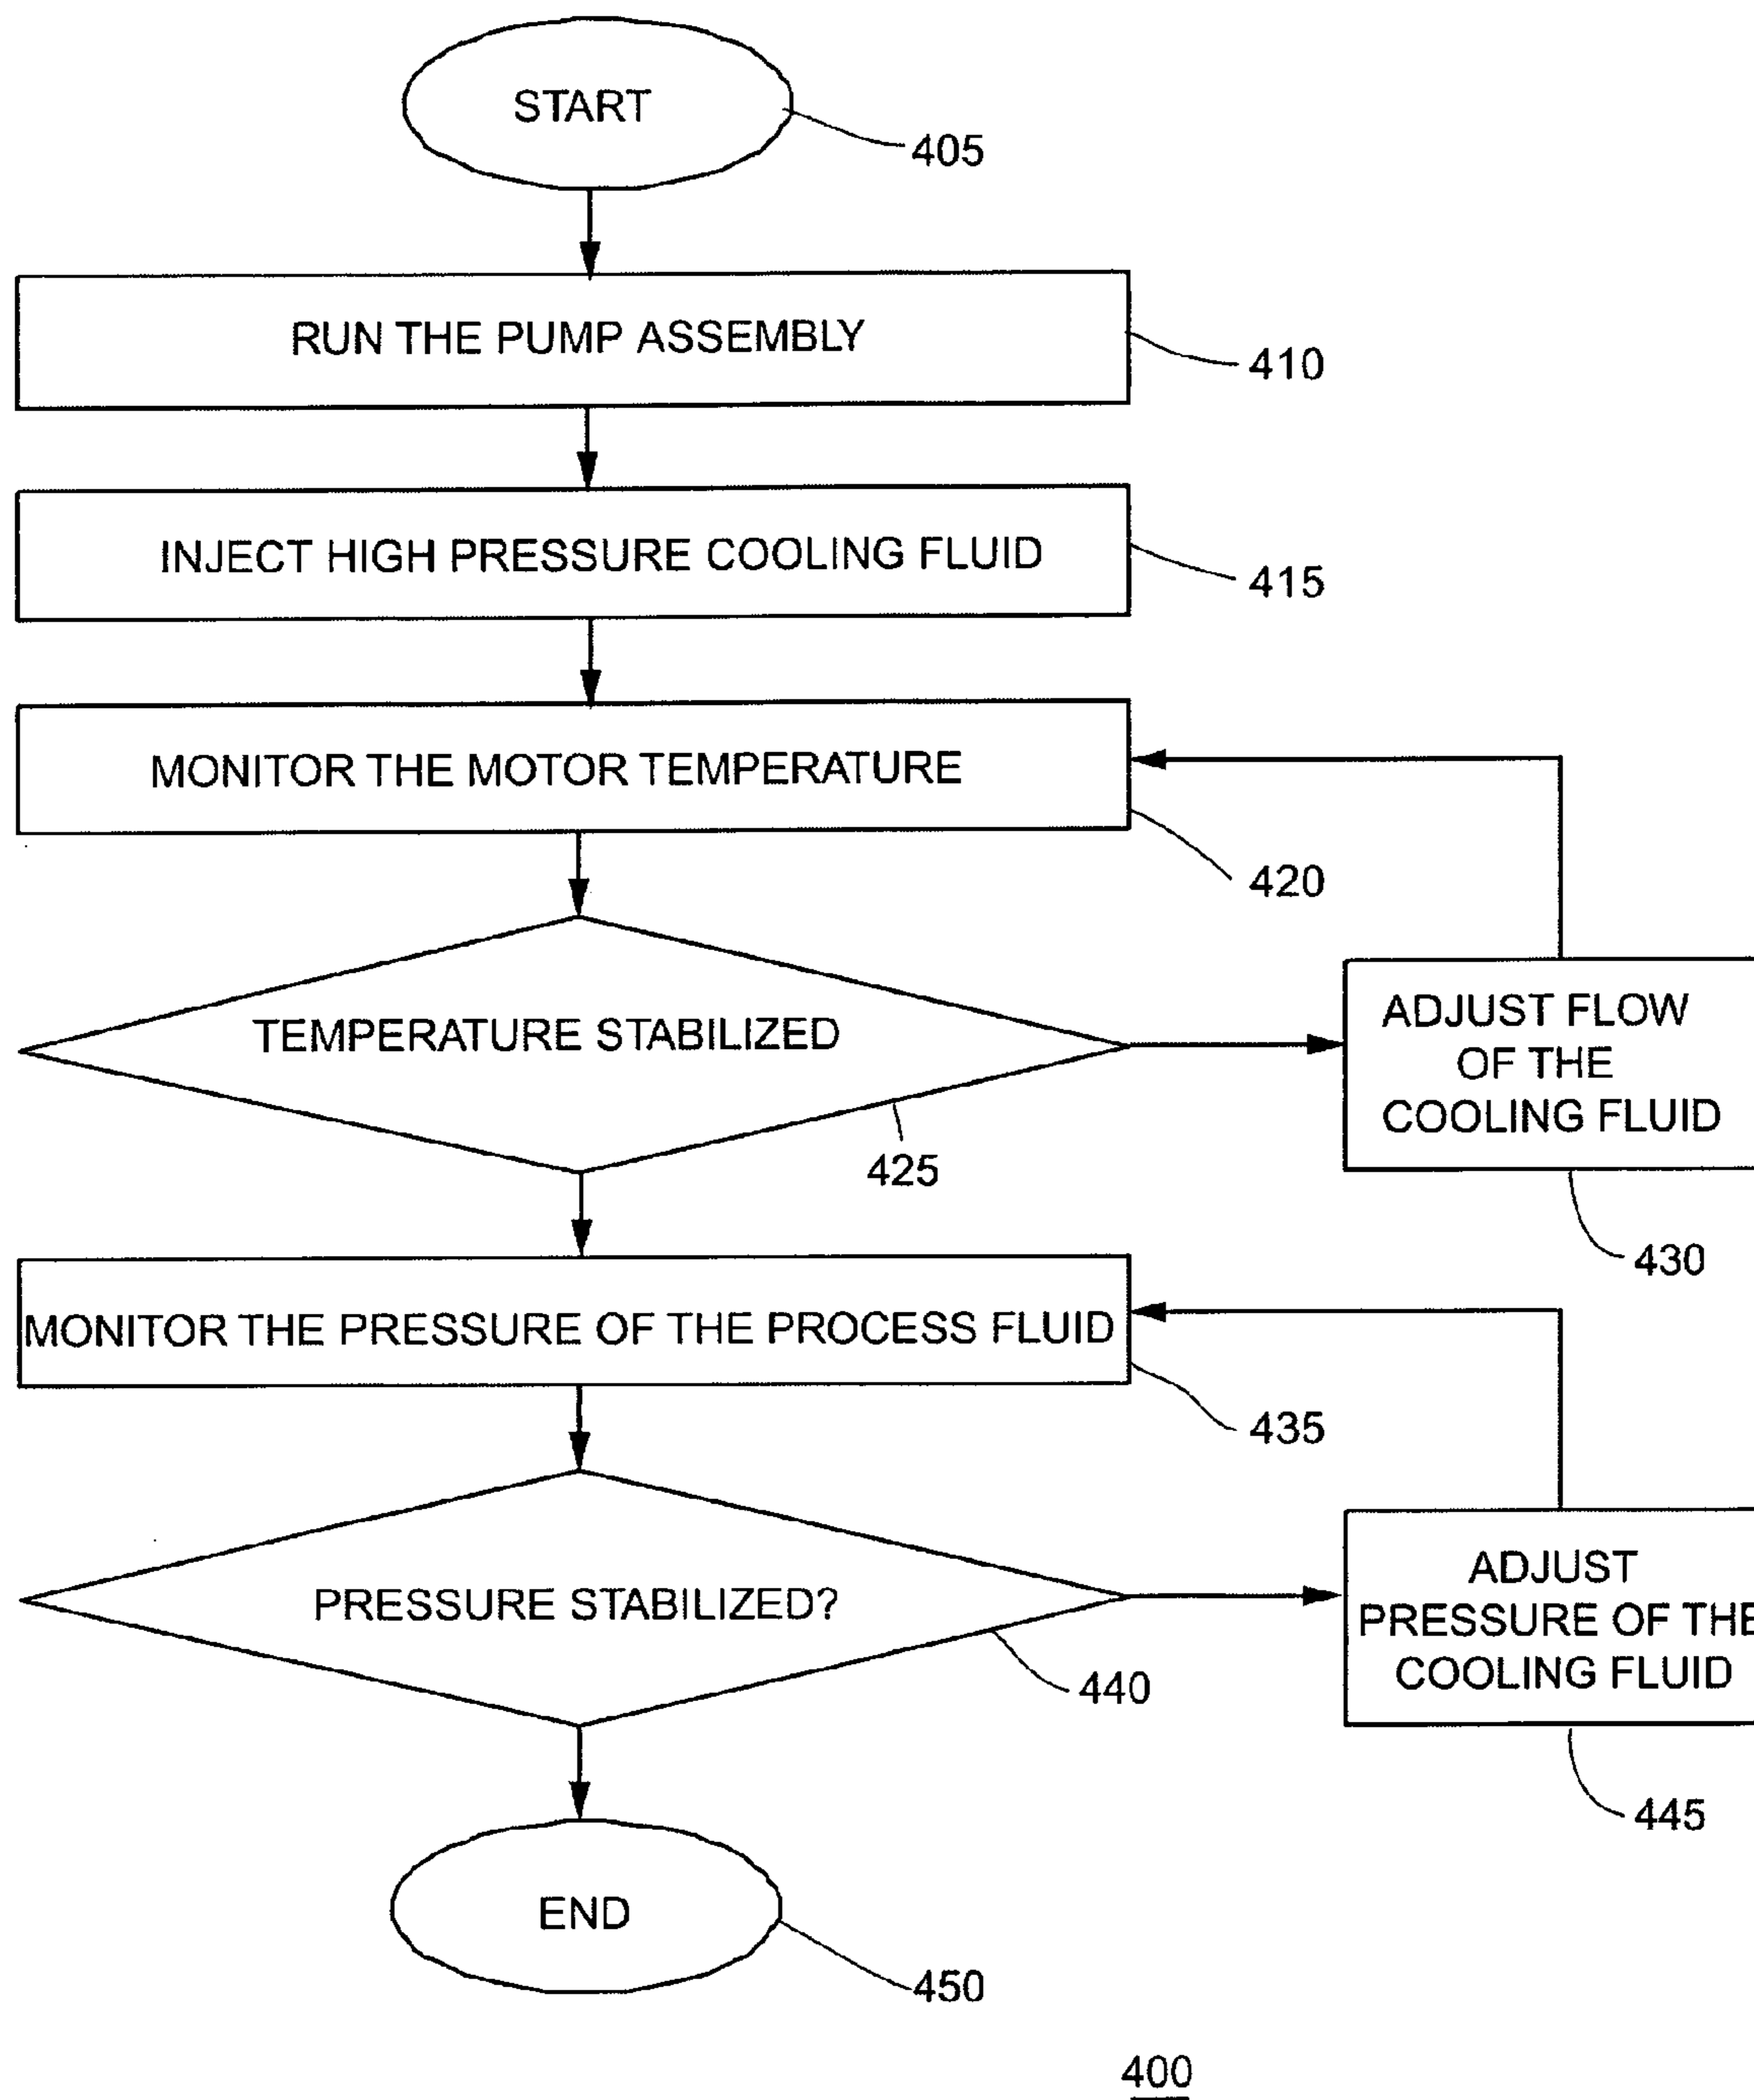 START
405
RUN THE PUMP ASSEMBLY
410
INJECT HIGH PRESSURE COOLING FLUID
415
MONITOR THE MOTOR TEMPERATURE
420
TEMPERATURE STABILIZED
425
ADJUST FLOW
OF THE
COOLING FLUID
430
MONITOR THE PRESSURE OF THE PROCESS FLUID
435
PRESSURE STABILIZED?
440
ADJUST
PRESSURE OF THE
COOLING FLUID
445
END
450
400